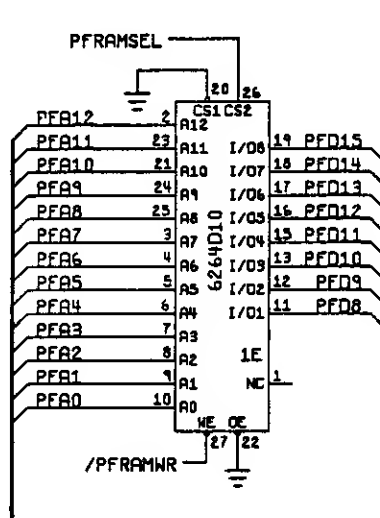 PFRAMSEL
20 26
CS1 CS2
PFA12 2 A12
PFA11 23 A11 I/O8 19 PFD15
PFA10 21 A10 I/O7 18 PFD14
PFA9 24 A9 I/O6 17 PFD13
PFA8 25 A8 I/O5 16 PFD12
PFA7 3 A7 I/O4 15 PFD11
PFA6 4 A6 I/O3 13 PFD10
PFA5 5 A5 I/O2 12 PFD9
PFA4 6 A4 I/O1 11 PFD8
6264D10
PFA3 7 A3
PFA2 8 A2 1E
PFA1 9 A1 NC 1
PFA0 10 A0
WE OE
27 22
/PFRAMWR